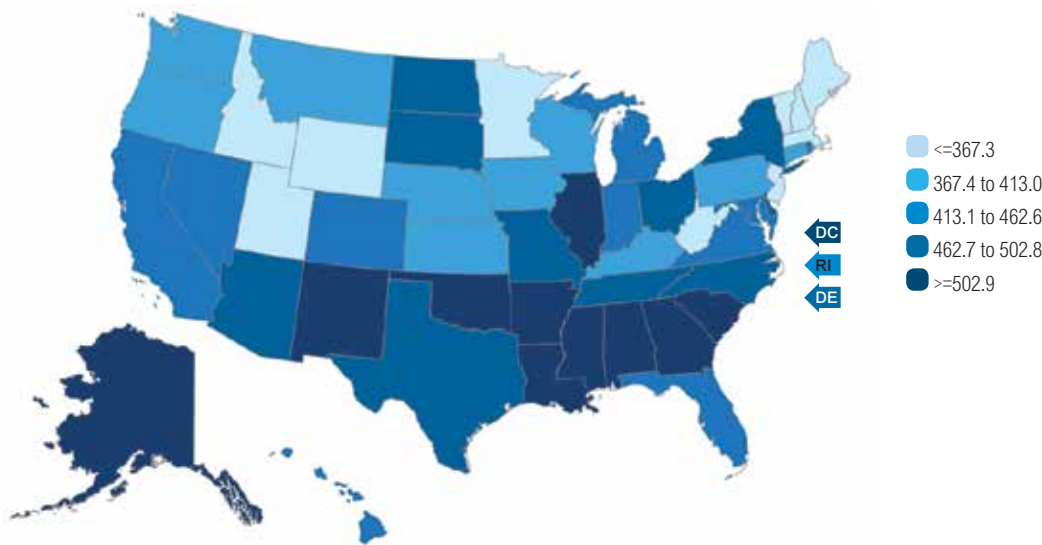 <=367.3
367.4 to 413.0
413.1 to 462.6
462.7 to 502.8
>=502.9
DC
RI
DE